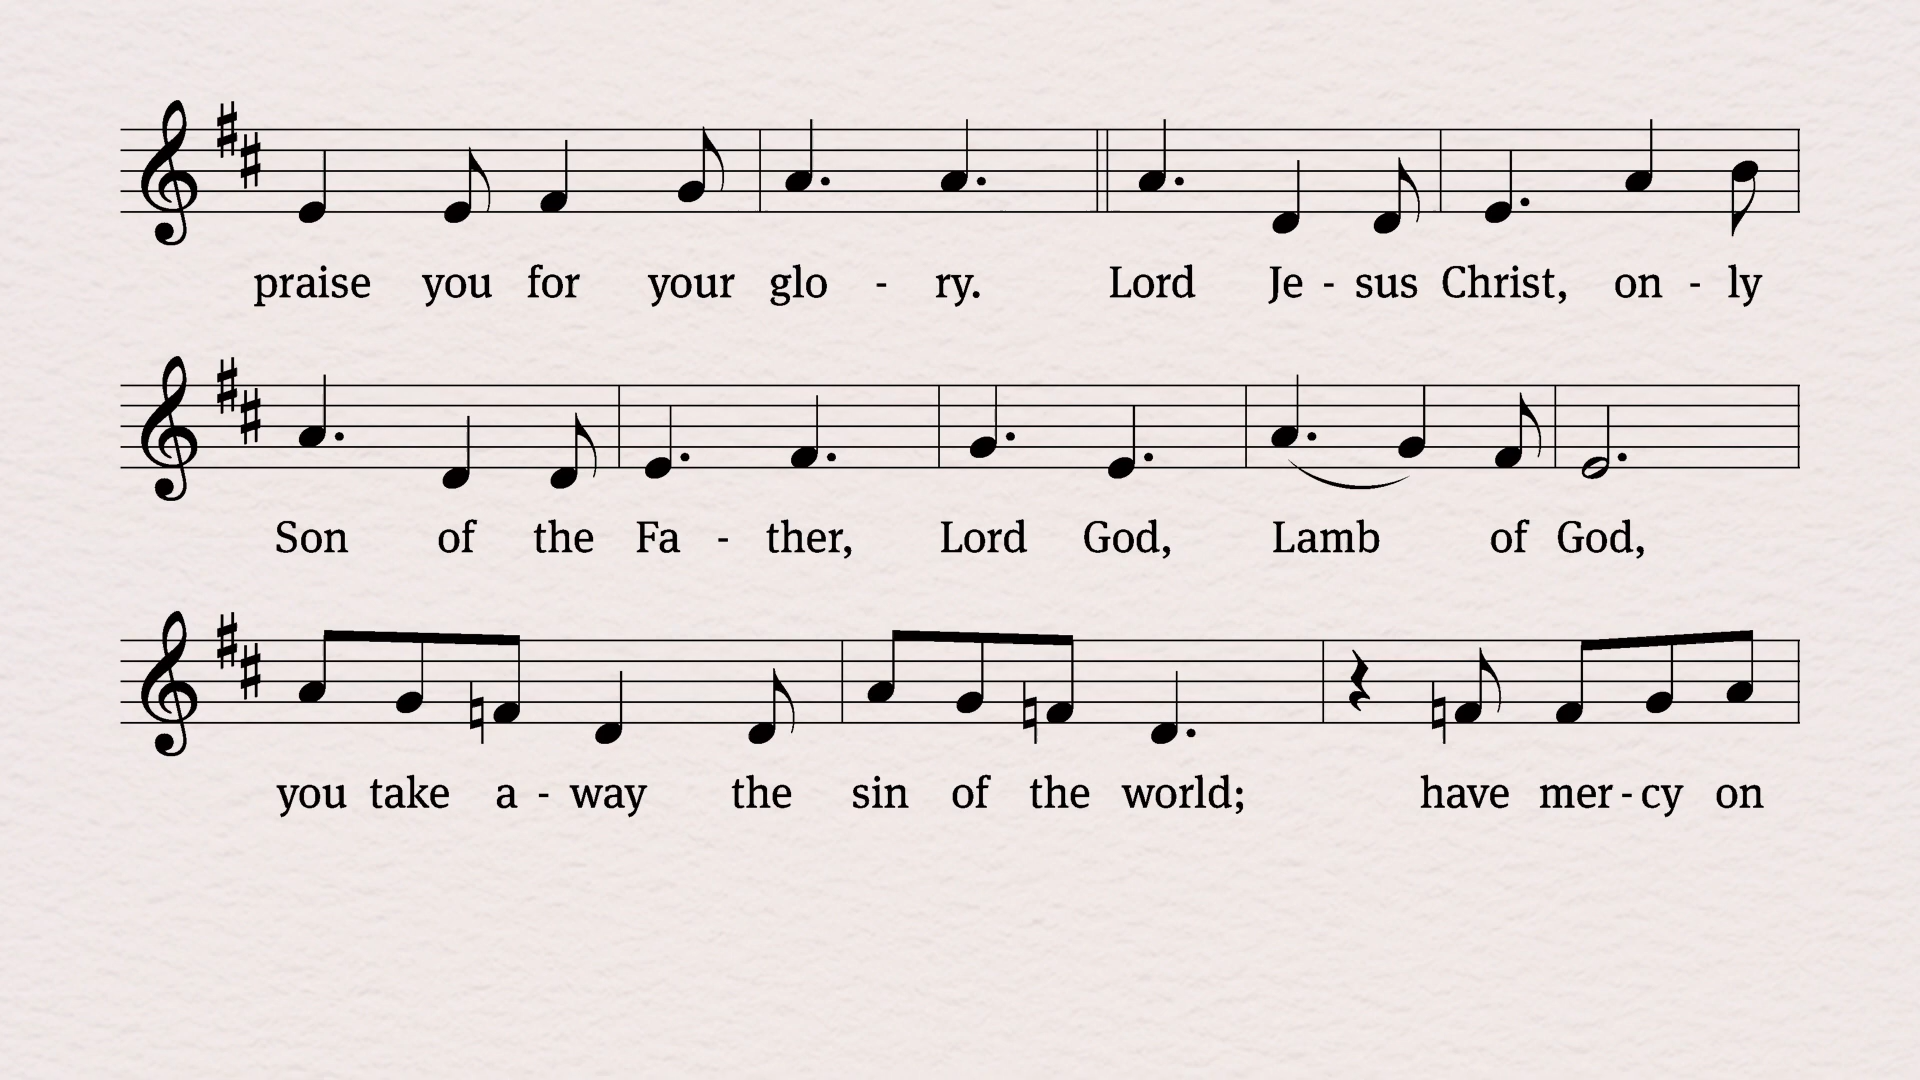 praise you for your glo - ry. Lord Je - sus Christ, on - ly
Son of the Fa - ther, Lord God, Lamb of God,
you take a - way the sin of the world; have mer - cy on